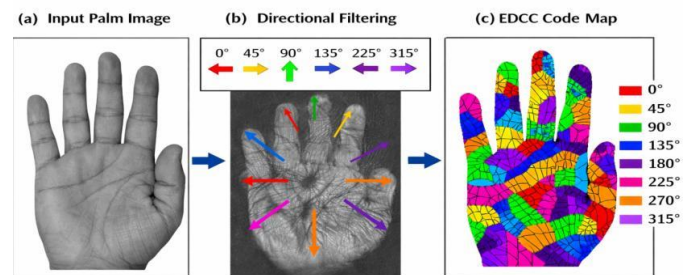 (a) Input Palm Image
(b) Directional Filtering
(c) EDCC Code Map
0° 45° 90° 135° 225° 315°
0°
45°
90°
135°
180°
225°
270°
315°